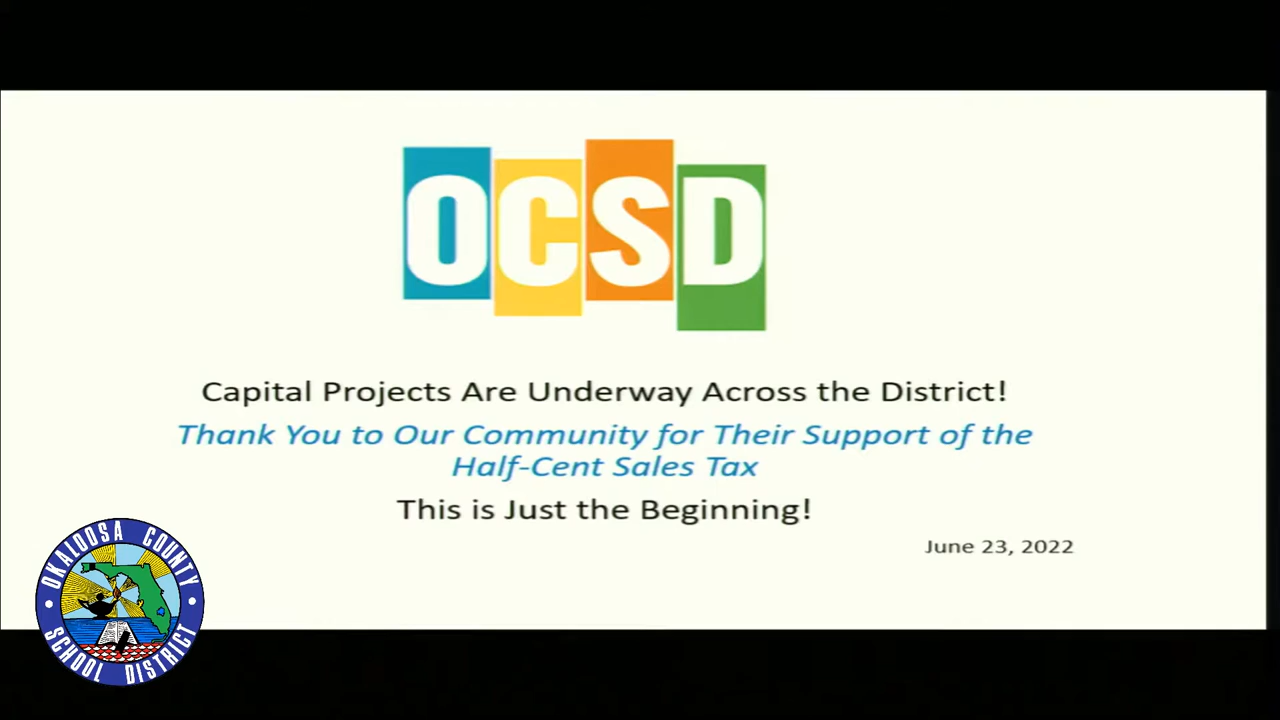 OCSD
Capital Projects Are Underway Across the District!
Thank You to Our Community for Their Support of the
Half-Cent Sales Tax
This is Just the Beginning!
June 23, 2022
OKALOOSA COUNTY
SCHOOL DISTRICT